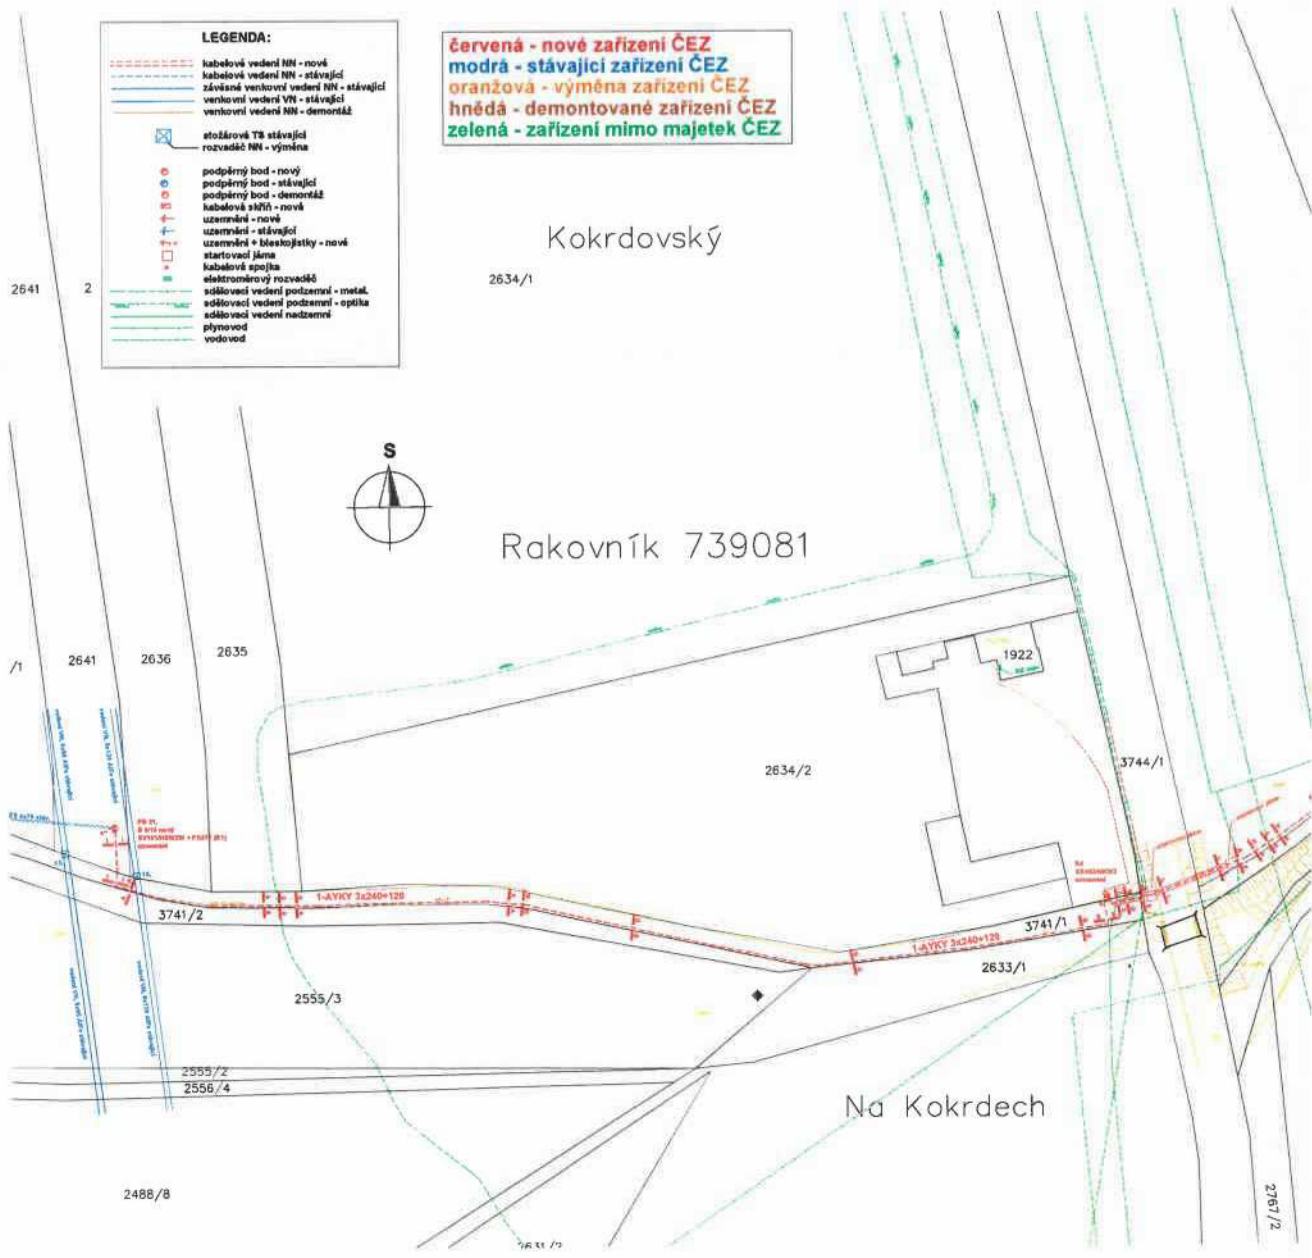 LEGENDA:
kabelové vedení NN - nové
kabelové vedení NN - stávající
závěsné venkovní vedení NN - stávající
venkovní vedení VN - stávající
venkovní vedení NN - demontáž
stožárová TS stávající
rozvaděč NN - výměna
podpěrný bod - nový
podpěrný bod - stávající
podpěrný bod - demontáž
kabelová skříň - nová
uzemnění - nové
uzemnění - stávající
uzemnění + bleskojistky - nové
startovací jáma
kabelová spojka
elektroměrový rozvaděč
sdělovací vedení podzemní - metal.
sdělovací vedení podzemní - optika
sdělovací vedení nadzemní
plynovod
vodovod
červená - nové zařízení ČEZ
modrá - stávající zařízení ČEZ
oranžová - výměna zařízení ČEZ
hnědá - demontované zařízení ČEZ
zelená - zařízení mimo majetek ČEZ
Kokrdovský
2634/1
2641
2
S
Rakovník 739081
/1
2641
2636
2635
1922
2634/2
3744/1
1-AYKY 3x240+120
3741/2
3741/1
1-AYKY 3x240+120
2633/1
2555/3
2555/2
2556/4
Na Kokrdech
2488/8
2631/2
2767/2